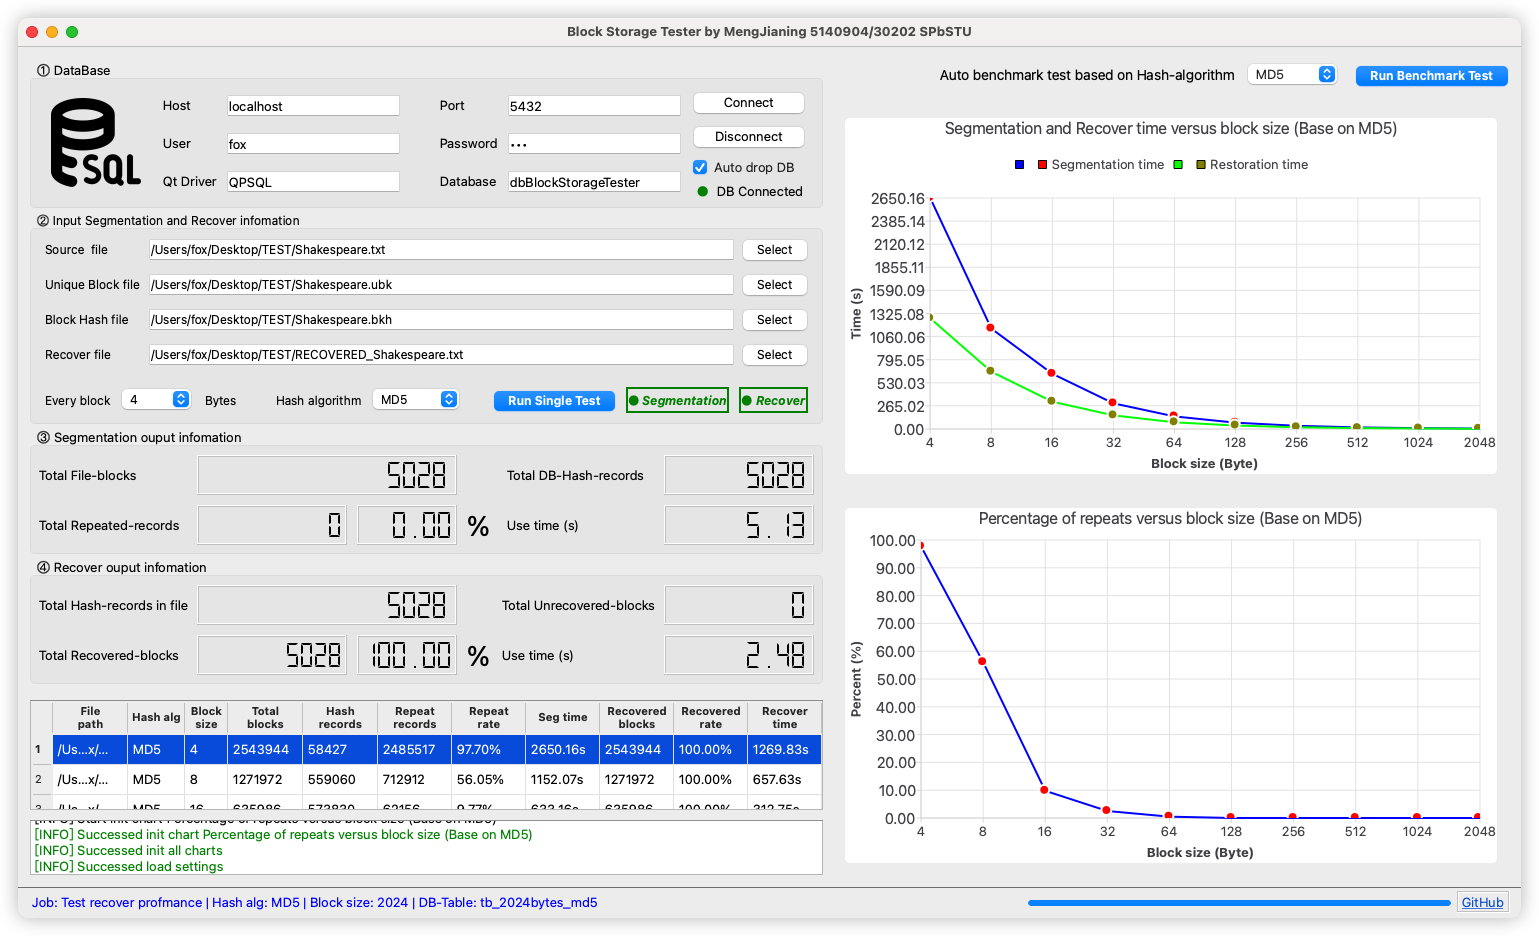 Block Storage Tester by MengJianing 5140904/30202 SPbSTU
① DataBase
SQL
Host localhost Port 5432 Connect
User fox Password ••• Disconnect
Auto drop DB
Qt Driver QPSQL Database dbBlockStorageTester
DB Connected
② Input Segmentation and Recover infomation
Source file /Users/fox/Desktop/TEST/Shakespeare.txt Select
Unique Block file /Users/fox/Desktop/TEST/Shakespeare.ubk Select
Block Hash file /Users/fox/Desktop/TEST/Shakespeare.bkh Select
Recover file /Users/fox/Desktop/TEST/RECOVERED_Shakespeare.txt Select
Every block 4 Bytes Hash algorithm MD5 Run Single Test Segmentation Recover
③ Segmentation ouput infomation
Total File-blocks 5028 Total DB-Hash-records 5028
Total Repeated-records 0 0.00 % Use time (s) 5.13
④ Recover ouput infomation
Total Hash-records in file 5028 Total Unrecovered-blocks 0
Total Recovered-blocks 5028 100.00 % Use time (s) 2.48
File path Hash alg Block size Total blocks Hash records Repeat records Repeat rate Seg time Recovered blocks Recovered rate Recover time
1 /Us...x/... MD5 4 2543944 58427 2485517 97.70% 2650.16s 2543944 100.00% 1269.83s
2 /Us...x/... MD5 8 1271972 559060 712912 56.05% 1152.07s 1271972 100.00% 657.63s
3 /Us...x/... MD5 16 635986 573830 62156 9.77% 633.16s 635986 100.00% 312.75s
[INFO] Start init chart Percentage of repeats versus block size (Base on MD5)
[INFO] Successed init chart Percentage of repeats versus block size (Base on MD5)
[INFO] Successed init all charts
[INFO] Successed load settings
Auto benchmark test based on Hash-algorithm MD5 Run Benchmark Test
Segmentation and Recover time versus block size (Base on MD5)
Segmentation time Restoration time
2650.16
2385.14
2120.12
1855.11
1590.09
1325.08
1060.06
795.05
530.03
265.02
0.00
Time (s)
4 8 16 32 64 128 256 512 1024 2048
Block size (Byte)
Percentage of repeats versus block size (Base on MD5)
100.00
90.00
80.00
70.00
60.00
50.00
40.00
30.00
20.00
10.00
0.00
Percent (%)
4 8 16 32 64 128 256 512 1024 2048
Block size (Byte)
Job: Test recover profmance | Hash alg: MD5 | Block size: 2024 | DB-Table: tb_2024bytes_md5
GitHub